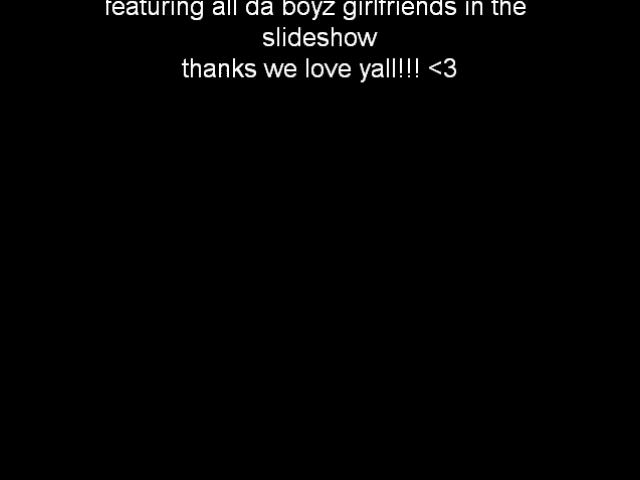 featuring all da boyz girlfriends in the
slideshow
thanks we love yall!!! <3